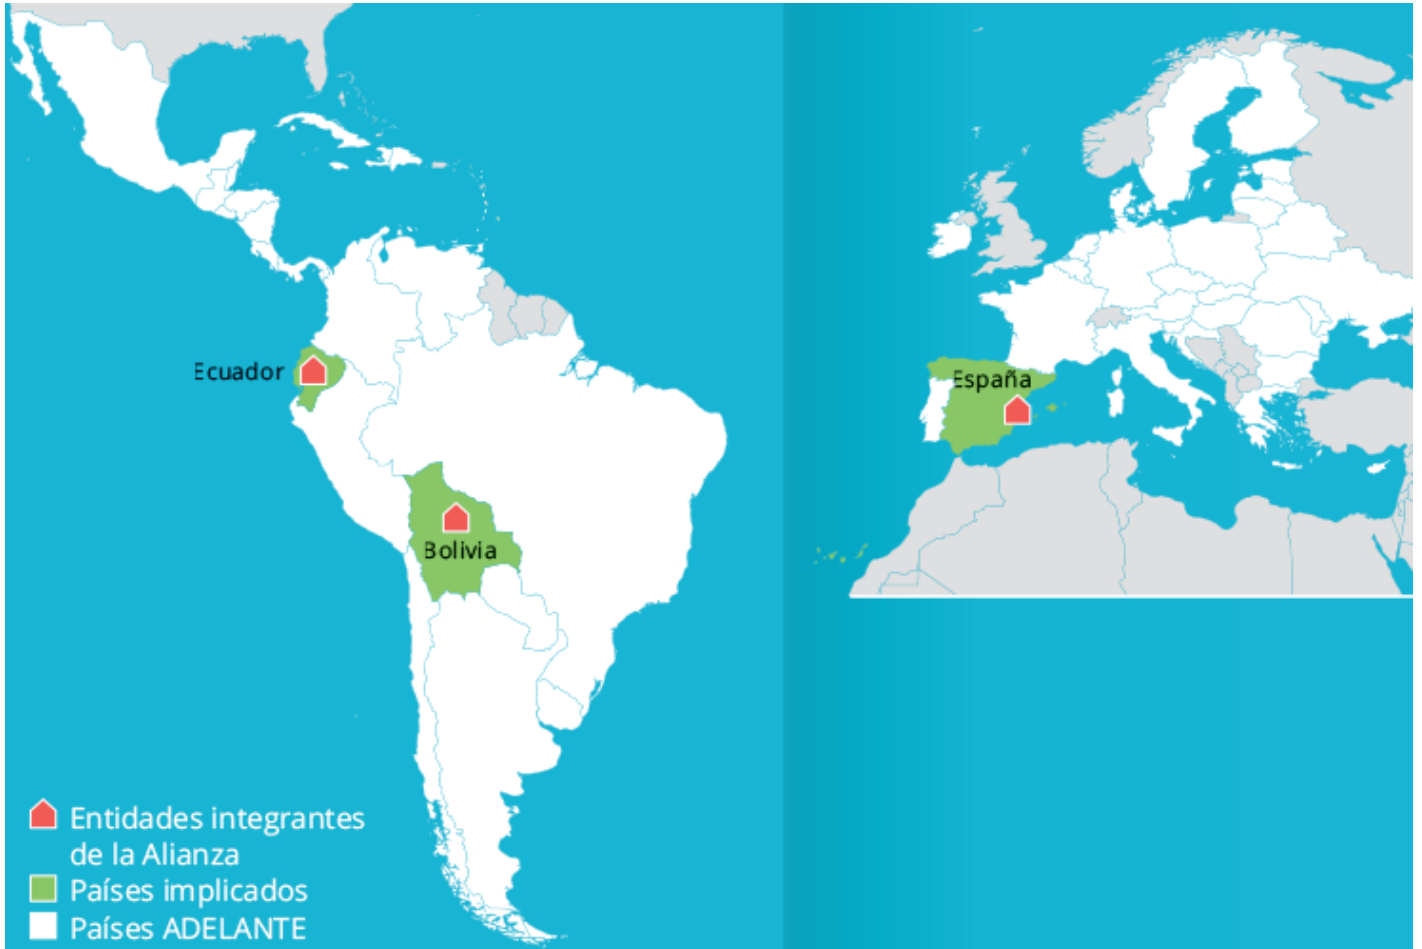 Ecuador
España
Bolivia
Entidades integrantes
de la Alianza
Países implicados
Países ADELANTE